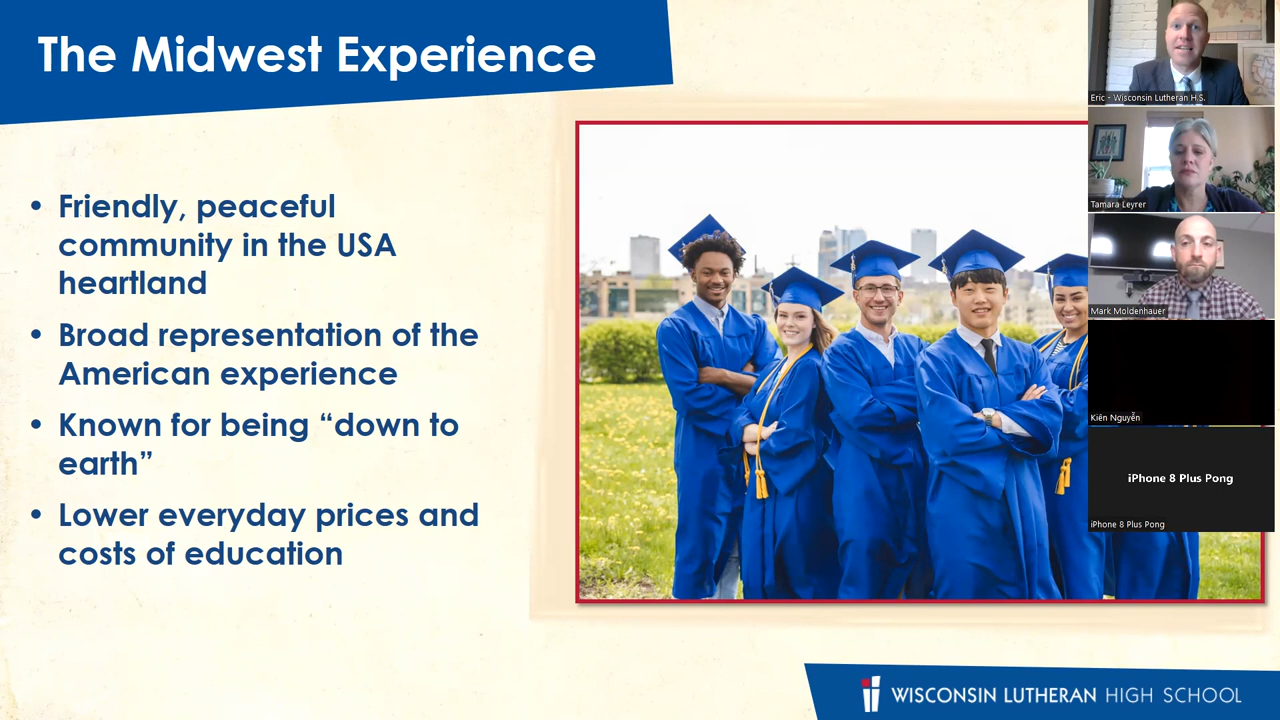 The Midwest Experience
• Friendly, peaceful
community in the USA
heartland
• Broad representation of the
American experience
• Known for being “down to
earth”
• Lower everyday prices and
costs of education
Eric - Wisconsin Lutheran H.S.
Tamara Leyrer
Mark Moldenhauer
Kiên Nguyễn
iPhone 8 Plus Pong
iPhone 8 Plus Pong
WISCONSIN LUTHERAN HIGH SCHOOL